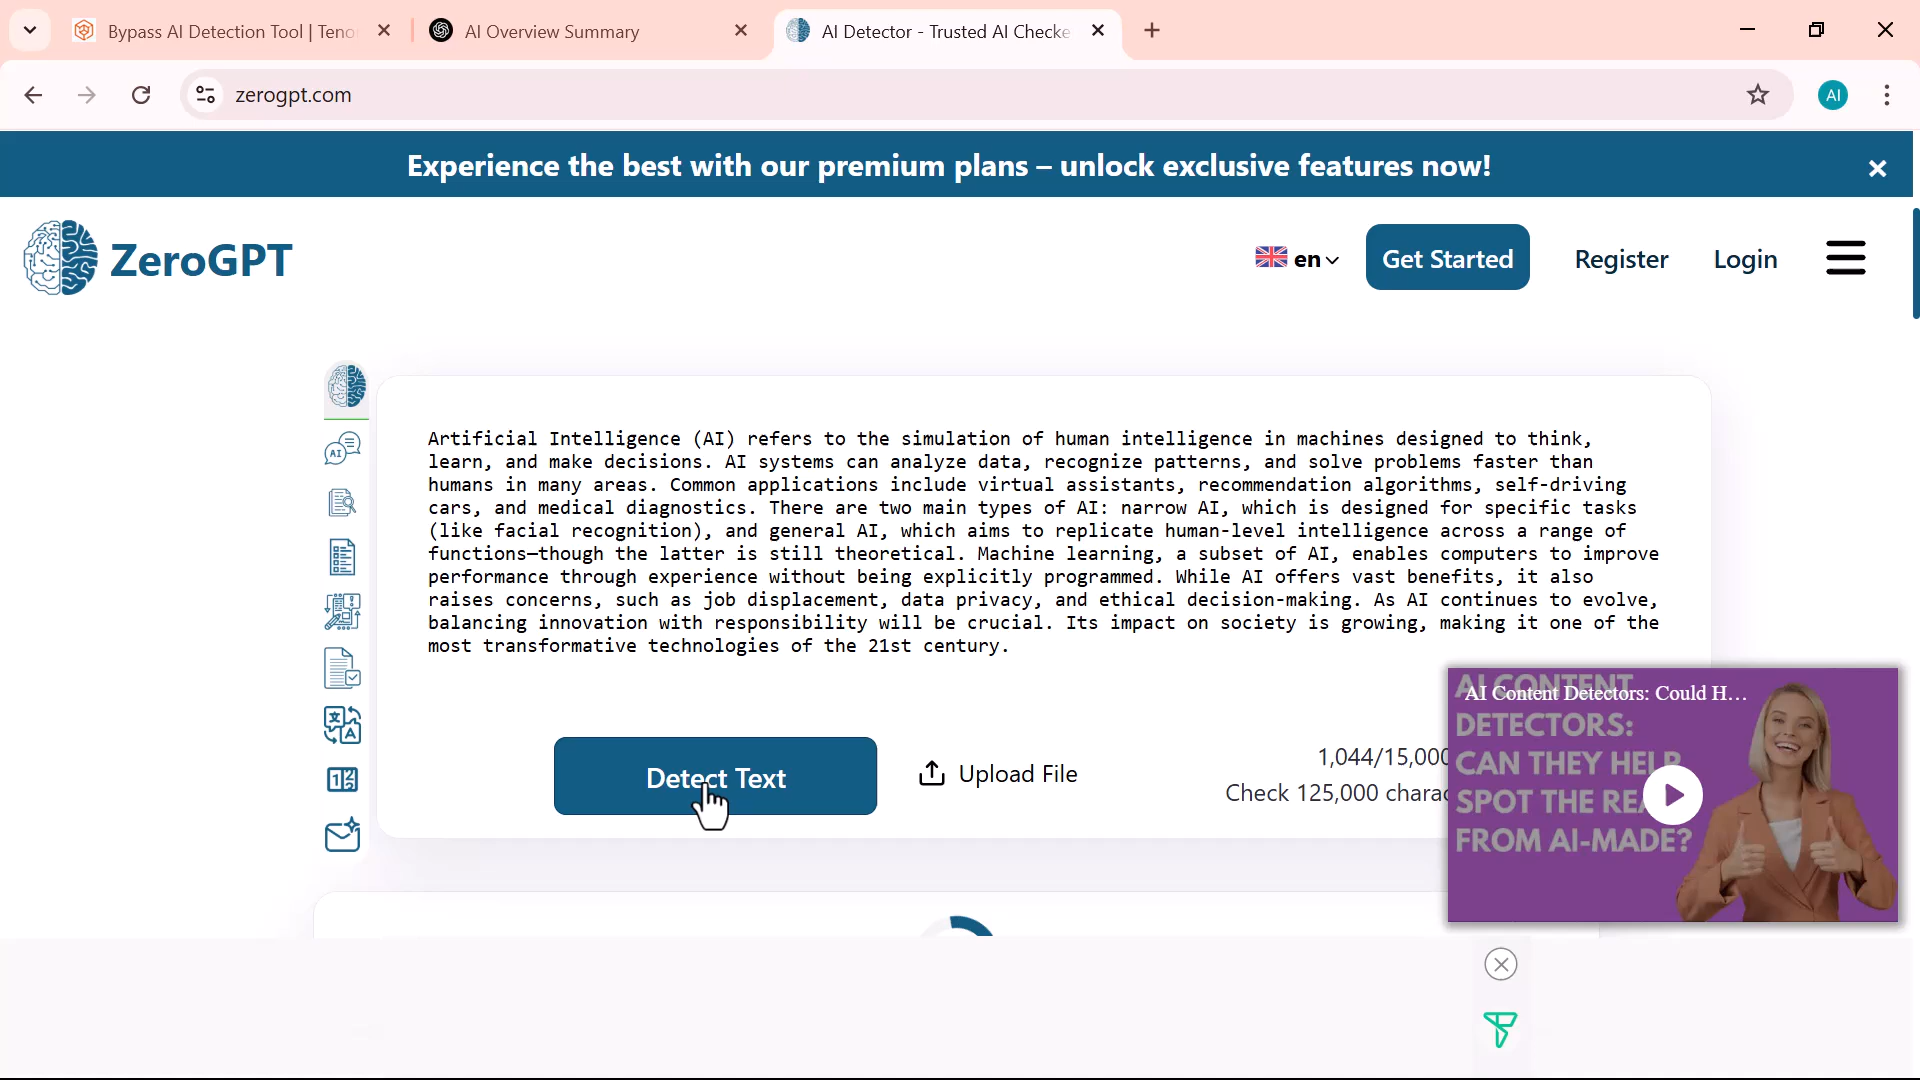 Bypass AI Detection Tool | Teno
AI Overview Summary
AI Detector - Trusted AI Checke
zerogpt.com
AI
Experience the best with our premium plans – unlock exclusive features now!
ZeroGPT
en
Get Started
Register
Login
Artificial Intelligence (AI) refers to the simulation of human intelligence in machines designed to think,
learn, and make decisions. AI systems can analyze data, recognize patterns, and solve problems faster than
humans in many areas. Common applications include virtual assistants, recommendation algorithms, self-driving
cars, and medical diagnostics. There are two main types of AI: narrow AI, which is designed for specific tasks
(like facial recognition), and general AI, which aims to replicate human-level intelligence across a range of
functions—though the latter is still theoretical. Machine learning, a subset of AI, enables computers to improve
performance through experience without being explicitly programmed. While AI offers vast benefits, it also
raises concerns, such as job displacement, data privacy, and ethical decision-making. As AI continues to evolve,
balancing innovation with responsibility will be crucial. Its impact on society is growing, making it one of the
most transformative technologies of the 21st century.
Detect Text
Upload File
1,044/15,000
Check 125,000 charac
AI Content Detectors: Could H...
AI CONTENT
DETECTORS:
CAN THEY HELP
SPOT THE REA
FROM AI-MADE?